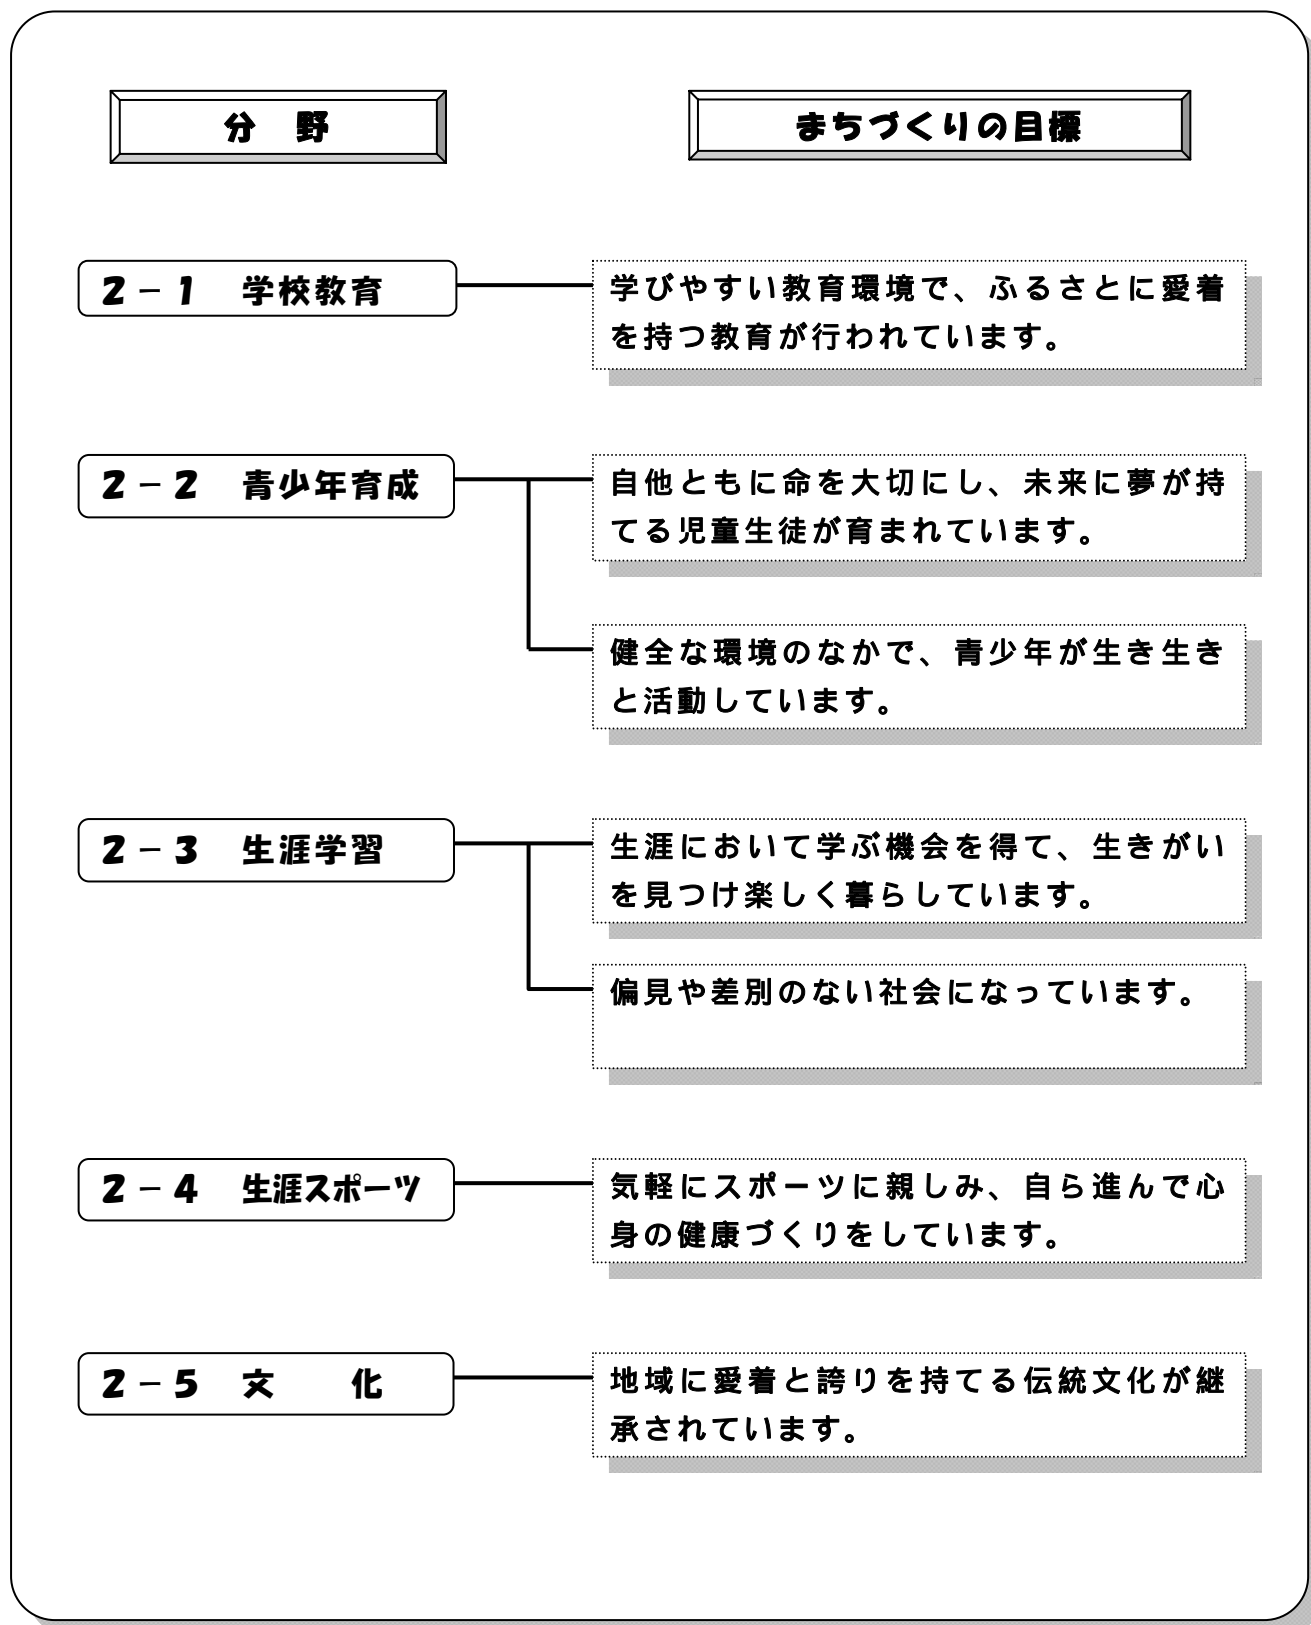 分　野
まちづくりの目標
２－１　学校教育
学びやすい教育環境で、ふるさとに愛着
を持つ教育が行われています。
２－２　青少年育成
自他ともに命を大切にし、未来に夢が持
てる児童生徒が育まれています。
健全な環境のなかで、青少年が生き生き
と活動しています。
２－３　生涯学習
生涯において学ぶ機会を得て、生きがい
を見つけ楽しく暮らしています。
偏見や差別のない社会になっています。
２－４　生涯スポーツ
気軽にスポーツに親しみ、自ら進んで心
身の健康づくりをしています。
２－５　文　　化
地域に愛着と誇りを持てる伝統文化が継
承されています。